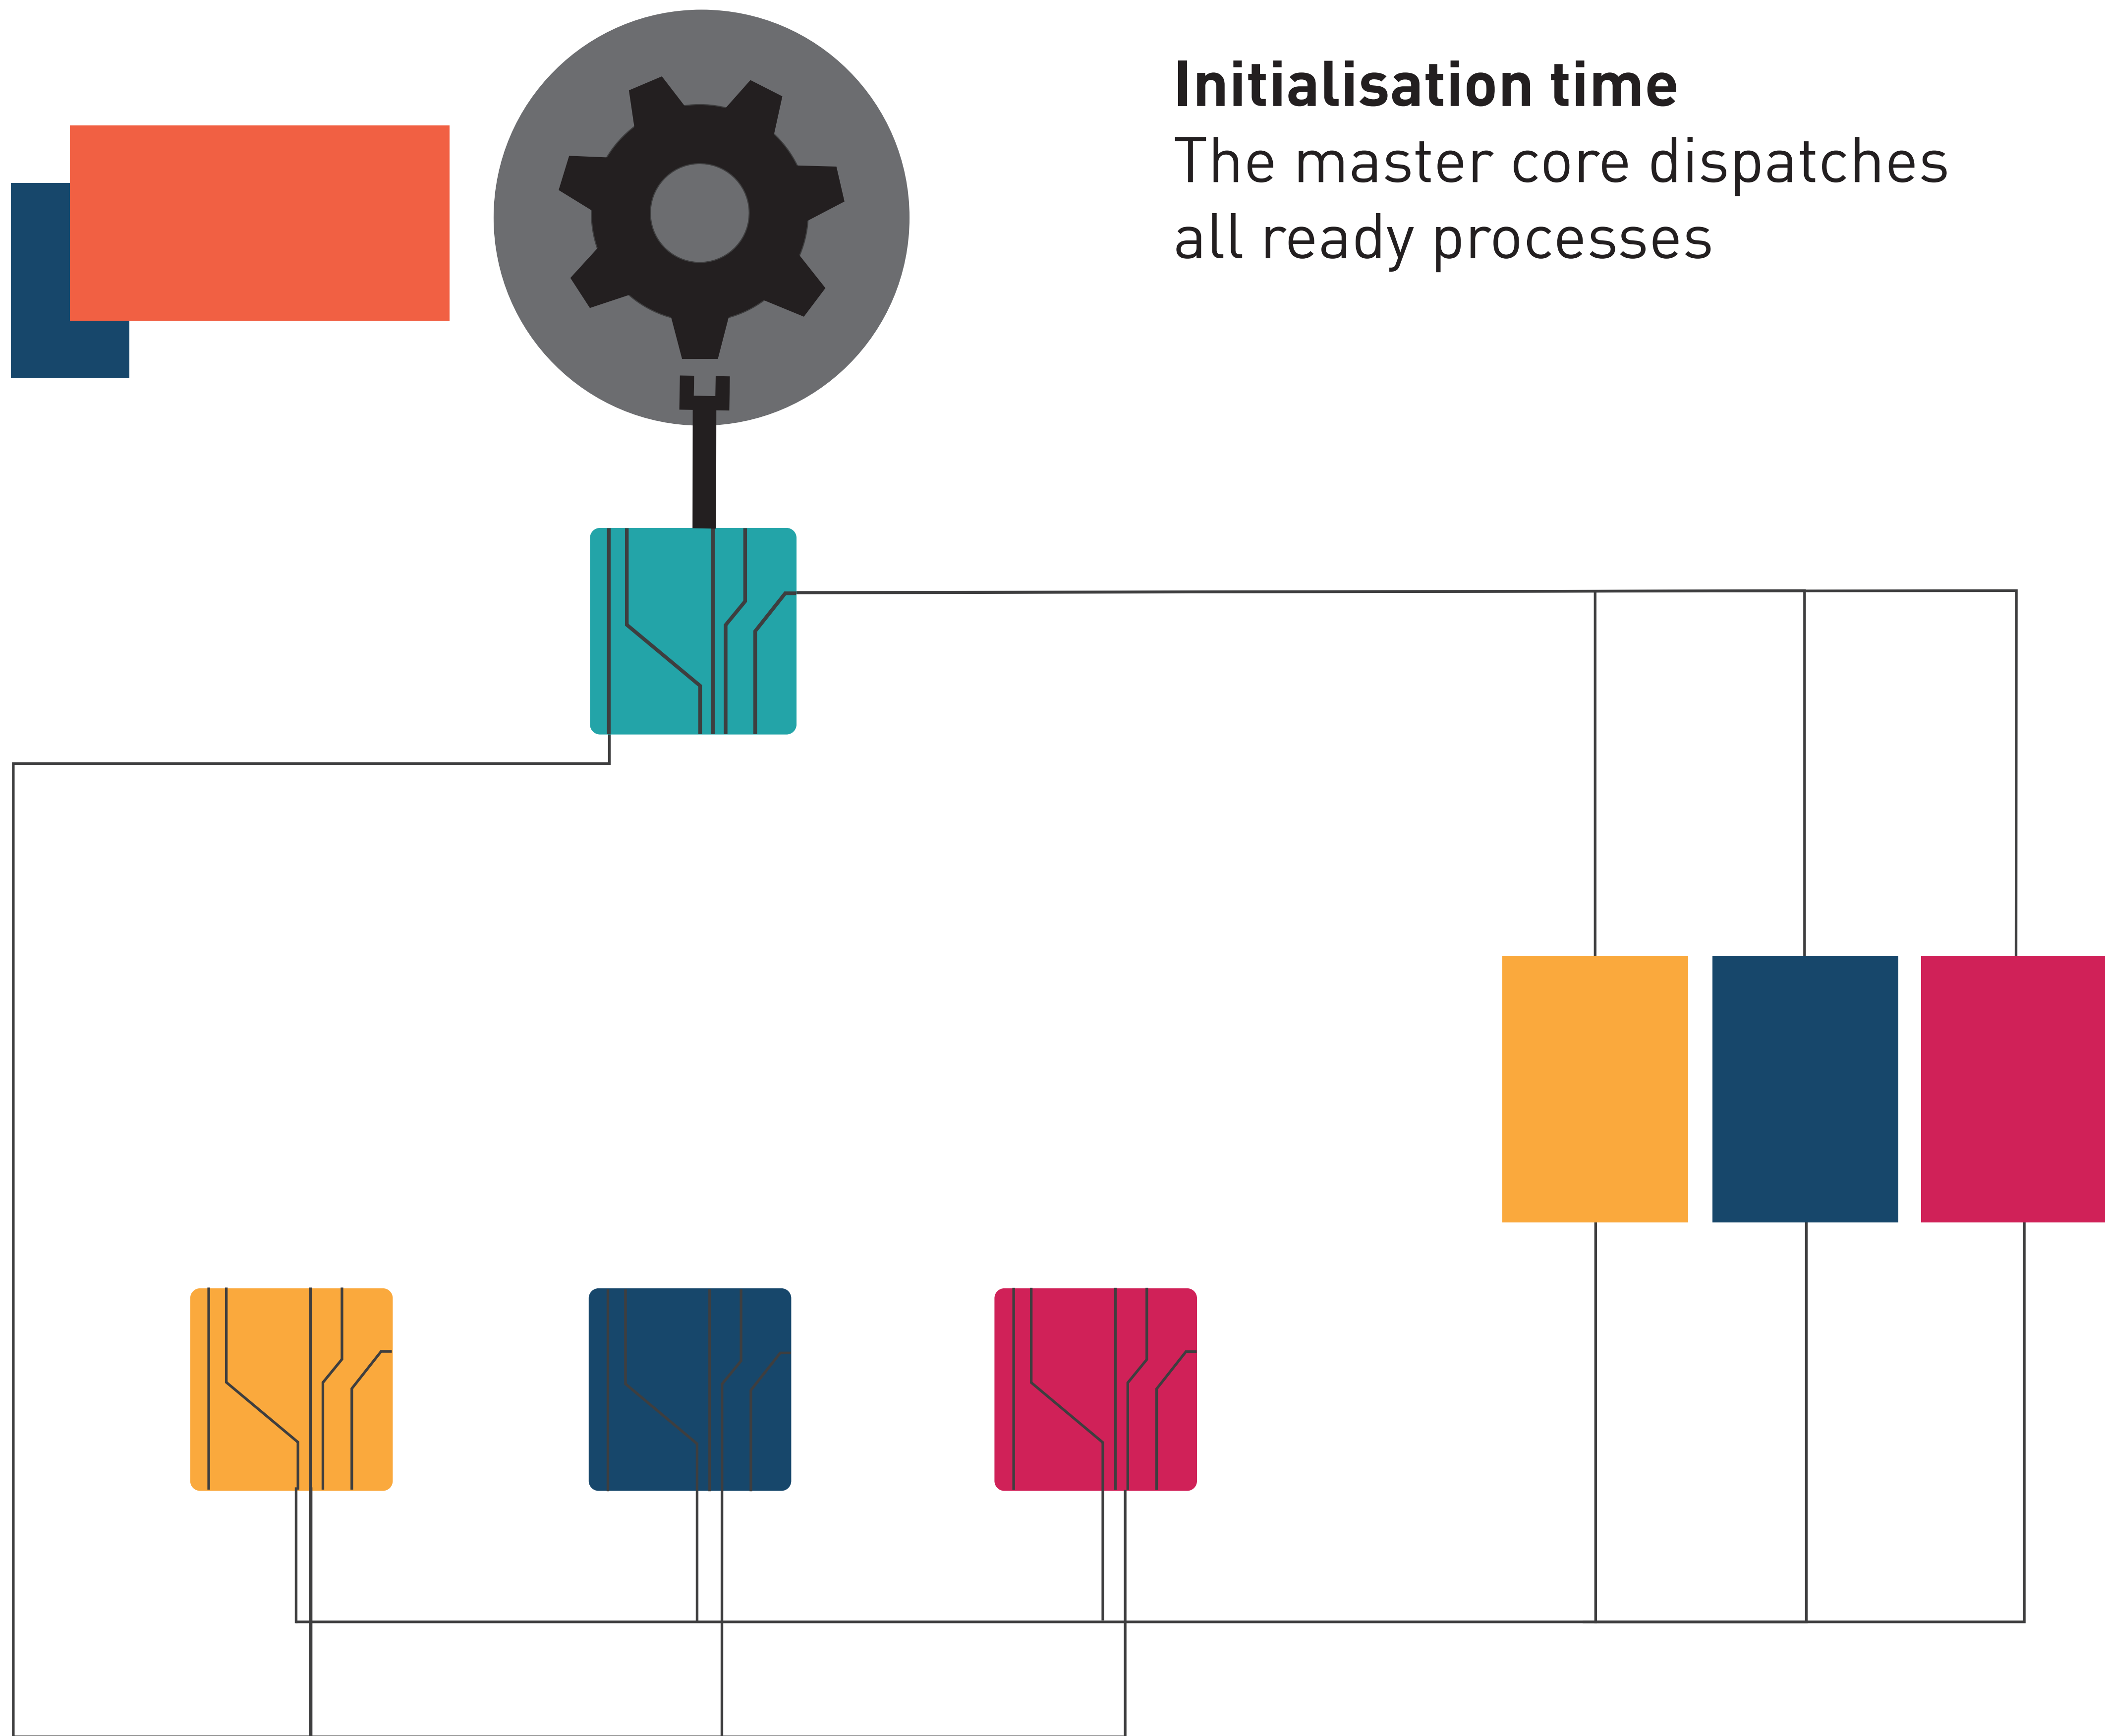 Initialisation time
The master core dispatches
all ready processes